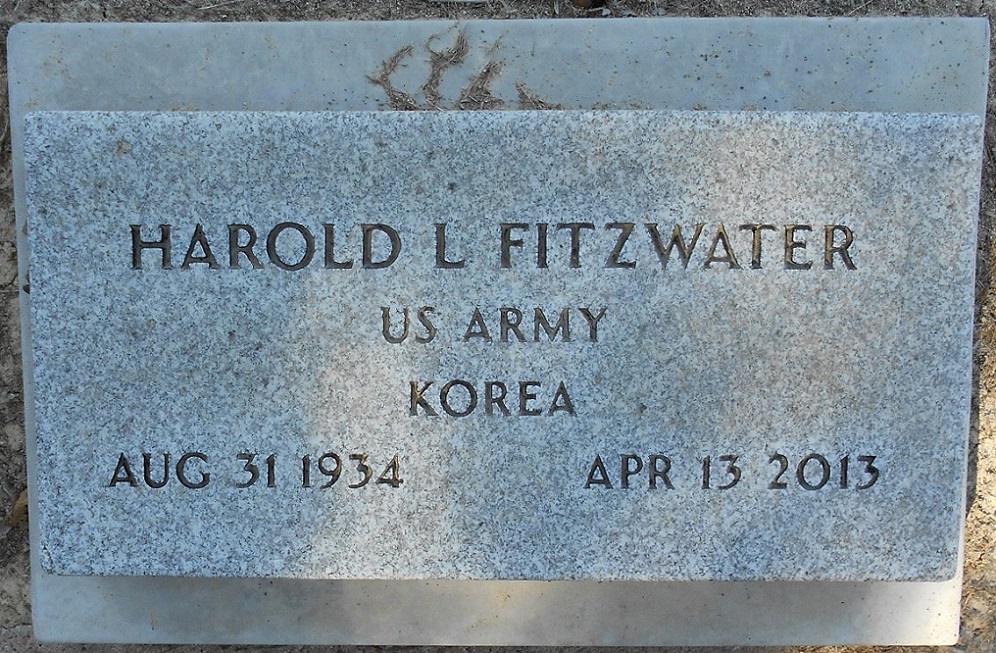 HAROLD L FITZWATER
US ARMY
KOREA
AUG 31 1934 APR 13 2013